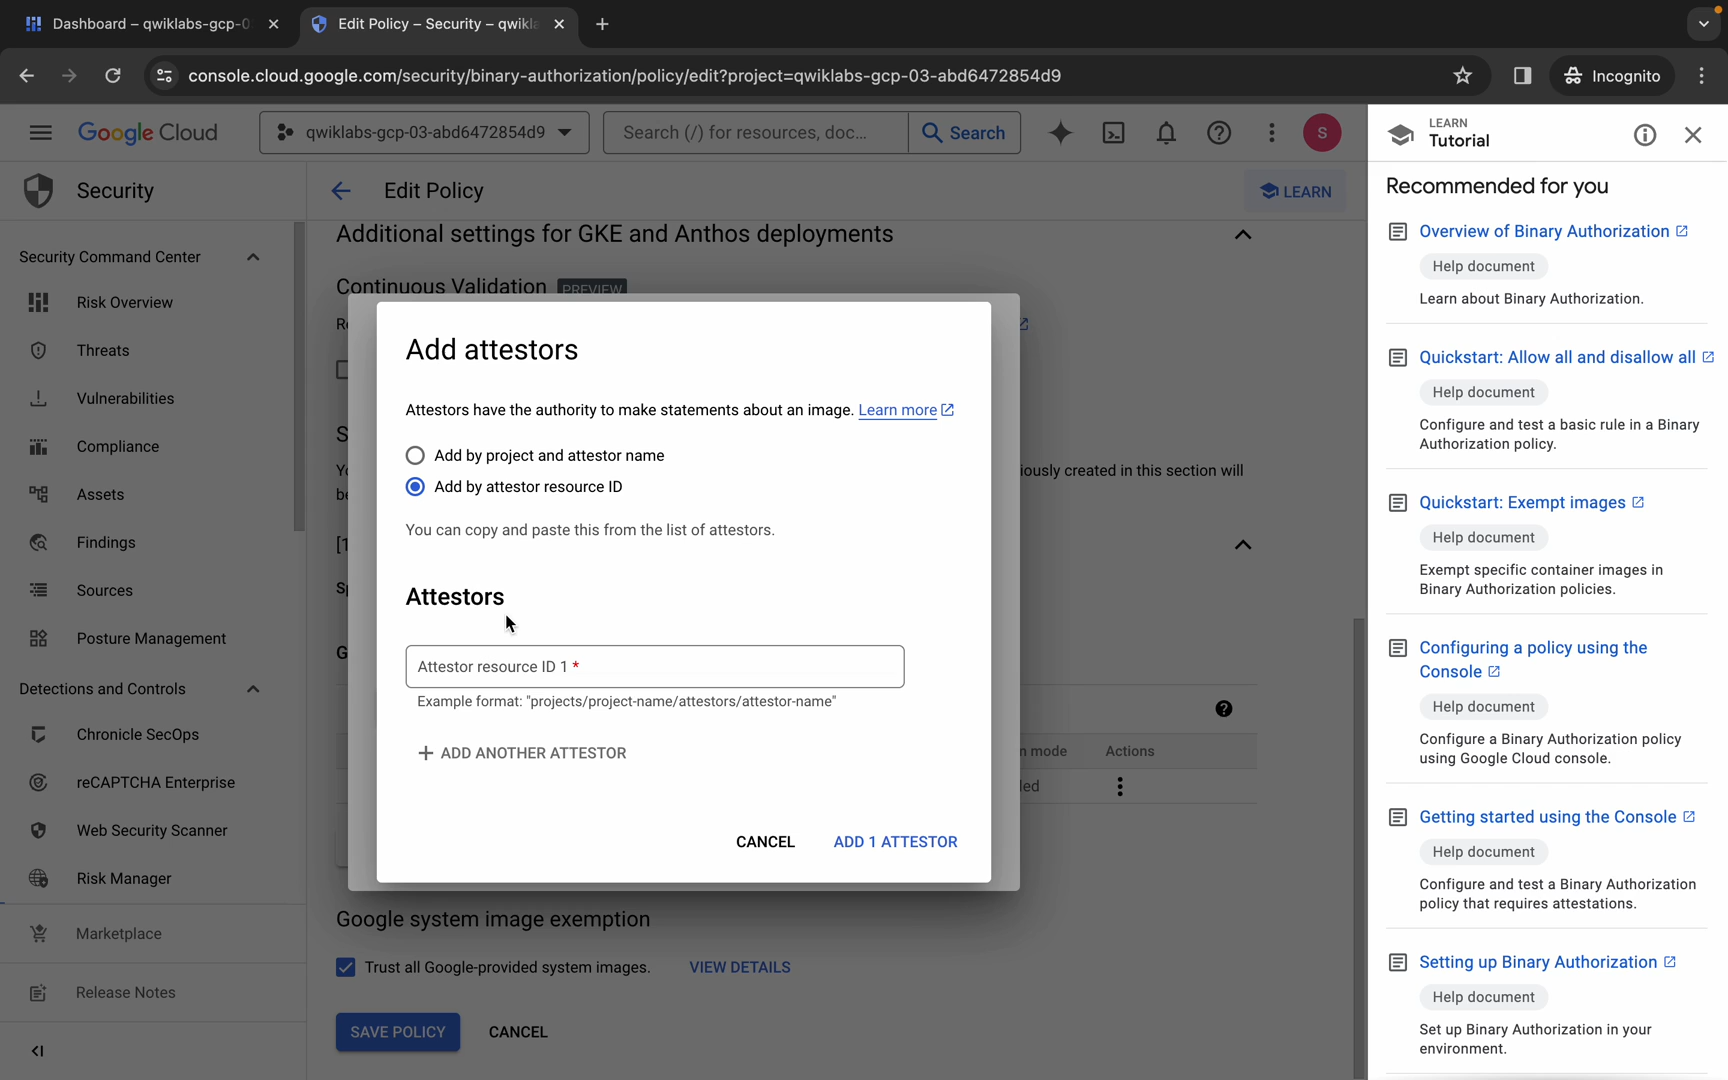 Dashboard – qwiklabs-gcp-0
Edit Policy – Security – qwikl
console.cloud.google.com/security/binary-authorization/policy/edit?project=qwiklabs-gcp-03-abd6472854d9
Incognito
Google Cloud
qwiklabs-gcp-03-abd6472854d9
Search (/) for resources, doc...
Search
S
LEARN
Tutorial
Security
Edit Policy
LEARN
Recommended for you
Security Command Center
Risk Overview
Threats
Vulnerabilities
Compliance
Assets
Findings
Sources
Posture Management
Detections and Controls
Chronicle SecOps
reCAPTCHA Enterprise
Web Security Scanner
Risk Manager
Marketplace
Release Notes
Additional settings for GKE and Anthos deployments
Continuous Validation PREVIEW
Add attestors
Attestors have the authority to make statements about an image. Learn more
Add by project and attestor name
Add by attestor resource ID
You can copy and paste this from the list of attestors.
Attestors
Attestor resource ID 1 *
Example format: "projects/project-name/attestors/attestor-name"
+ ADD ANOTHER ATTESTOR
CANCEL
ADD 1 ATTESTOR
iously created in this section will
n mode
Actions
led
Google system image exemption
Trust all Google-provided system images.
VIEW DETAILS
SAVE POLICY
CANCEL
Overview of Binary Authorization
Help document
Learn about Binary Authorization.
Quickstart: Allow all and disallow all
Help document
Configure and test a basic rule in a Binary
Authorization policy.
Quickstart: Exempt images
Help document
Exempt specific container images in
Binary Authorization policies.
Configuring a policy using the
Console
Help document
Configure a Binary Authorization policy
using Google Cloud console.
Getting started using the Console
Help document
Configure and test a Binary Authorization
policy that requires attestations.
Setting up Binary Authorization
Help document
Set up Binary Authorization in your
environment.